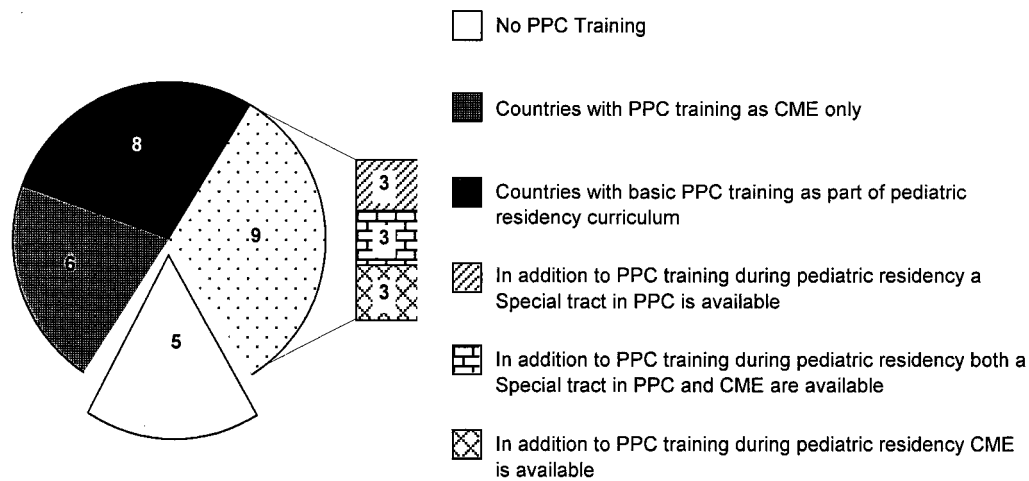 No PPC Training
Countries with PPC training as CME only
Countries with basic PPC training as part of pediatric
residency curriculum
In addition to PPC training during pediatric residency a
Special tract in PPC is available
In addition to PPC training during pediatric residency both a
Special tract in PPC and CME are available
In addition to PPC training during pediatric residency CME
is available
8
6
9
5
3
3
3